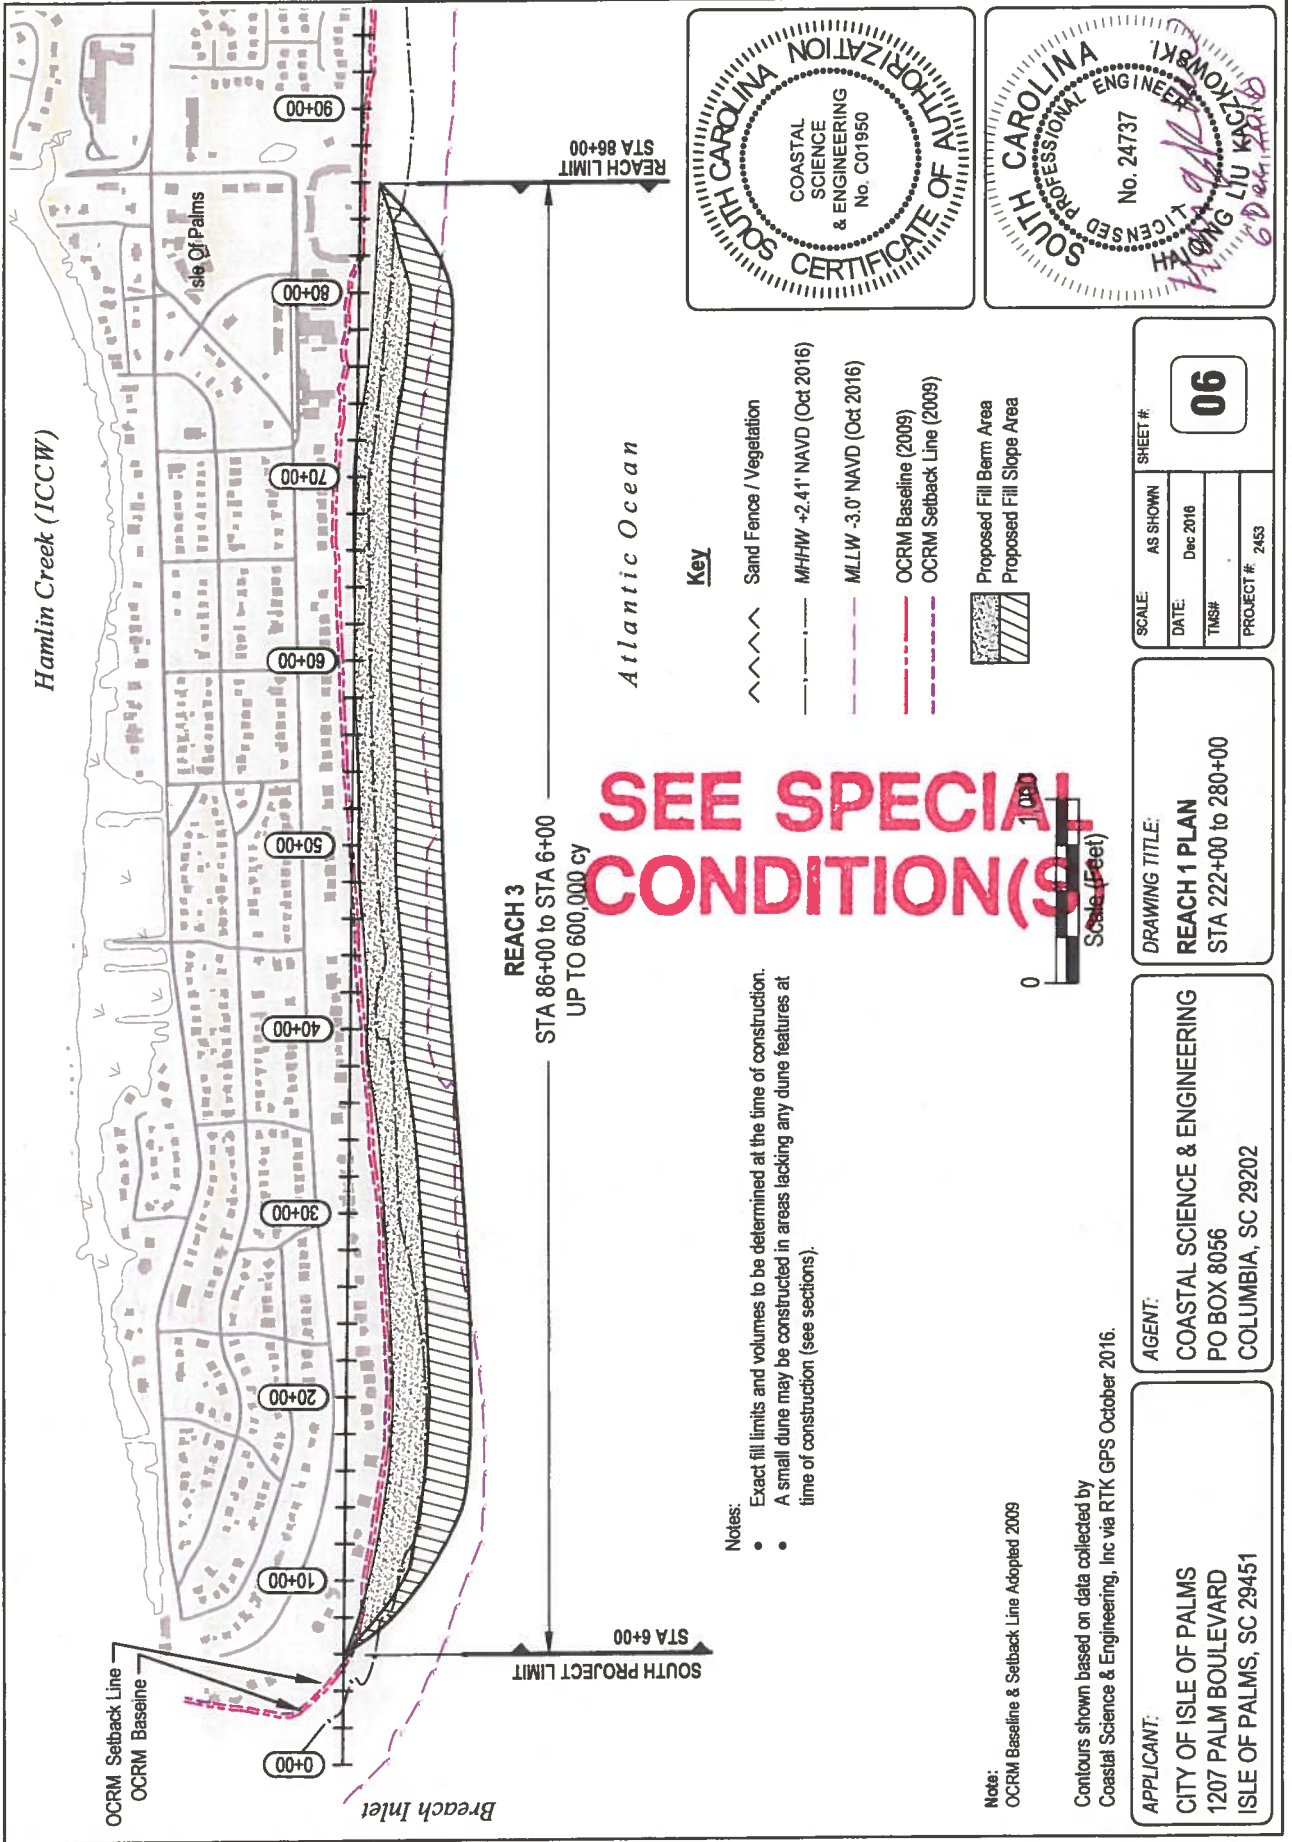 Hamlin Creek (ICCW)
OCRM Setback Line
OCRM Baseline
Isle Of Palms
0+00
10+00
20+00
30+00
40+00
50+00
60+00
70+00
80+00
90+00
Breach Inlet
SOUTH PROJECT LIMIT
STA 6+00
REACH LIMIT
STA 86+00
REACH 3
STA 86+00 to STA 6+00
UP TO 600,000 cy
Atlantic Ocean
SEE SPECIAL
CONDITION(S)
Notes:
• Exact fill limits and volumes to be determined at the time of construction.
• A small dune may be constructed in areas lacking any dune features at
time of construction (see sections).
Key
Sand Fence / Vegetation
MHHW +2.41' NAVD (Oct 2016)
MLLW -3.0' NAVD (Oct 2016)
OCRM Baseline (2009)
OCRM Setback Line (2009)
Proposed Fill Berm Area
Proposed Fill Slope Area
0
Scale (Feet)
Note:
OCRM Baseline & Setback Line Adopted 2009
Contours shown based on data collected by
Coastal Science & Engineering, Inc via RTK GPS October 2016.
SOUTH CAROLINA
CERTIFICATE OF AUTHORIZATION
COASTAL
SCIENCE
& ENGINEERING
No. C01950
SOUTH CAROLINA
LICENSED PROFESSIONAL ENGINEER
No. 24737
HAIQING LIU KACZKOWSKI
6 Dec 2016
APPLICANT:
CITY OF ISLE OF PALMS
1207 PALM BOULEVARD
ISLE OF PALMS, SC 29451
AGENT:
COASTAL SCIENCE & ENGINEERING
PO BOX 8056
COLUMBIA, SC 29202
DRAWING TITLE:
REACH 1 PLAN
STA 222+00 to 280+00
SCALE: AS SHOWN
DATE: Dec 2016
TMS#
PROJECT #: 2453
SHEET #:
06